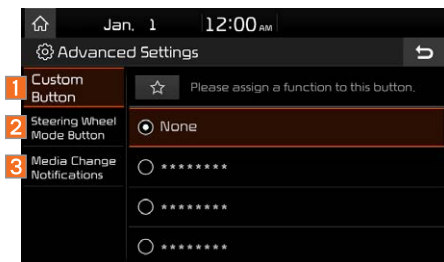 Jan. 1 12:00 AM
Advanced Settings
1 Custom
Button
Please assign a function to this button.
2 Steering Wheel
Mode Button
None
3 Media Change
Notifications
********
********
********